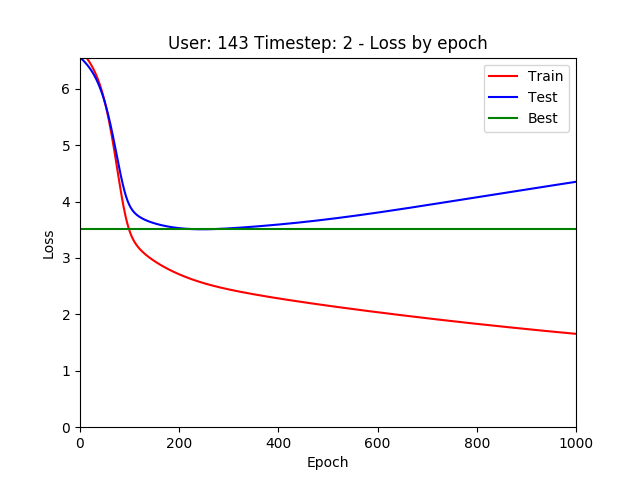 User: 143 Timestep: 2 - Loss by epoch
Train
Test
Best
6
5
4
3
2
1
0
Loss
0 200 400 600 800 1000
Epoch